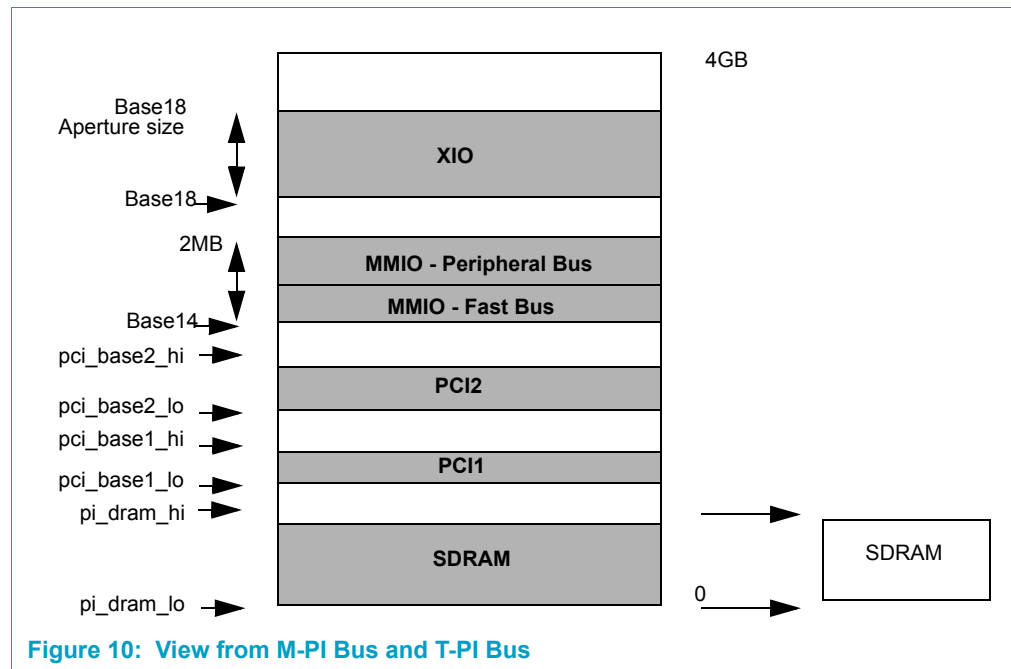 4GB
Base18
Aperture size
XIO
Base18
2MB
MMIO - Peripheral Bus
MMIO - Fast Bus
Base14
pci_base2_hi
PCI2
pci_base2_lo
pci_base1_hi
PCI1
pci_base1_lo
pi_dram_hi
SDRAM
SDRAM
0
pi_dram_lo
Figure 10: View from M-PI Bus and T-PI Bus